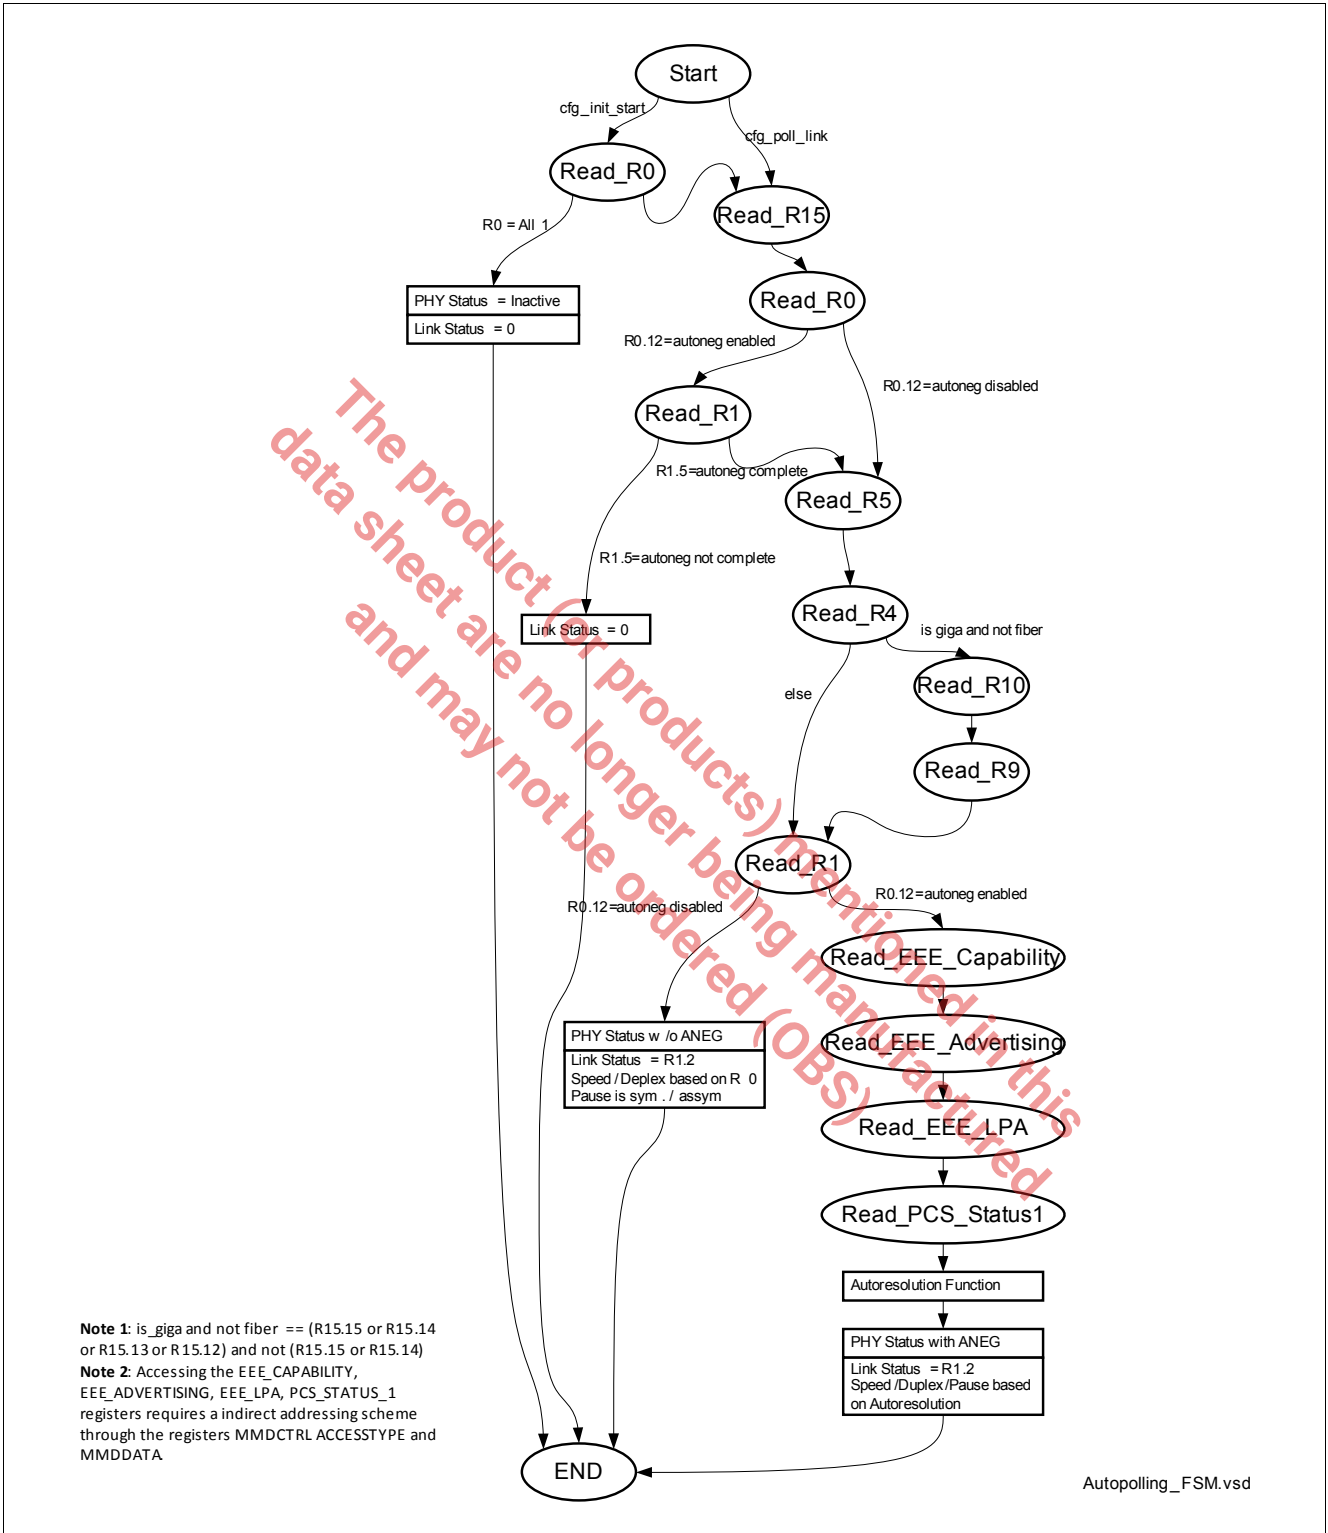 Start
cfg_init_start
cfg_poll_link
Read_R0
Read_R15
R0 = All 1
PHY Status = Inactive
Link Status = 0
Read_R0
R0.12=autoneg enabled
R0.12=autoneg disabled
Read_R1
R1.5=autoneg complete
Read_R5
R1.5=autoneg not complete
Link Status = 0
Read_R4
is giga and not fiber
Read_R10
else
Read_R9
Read_R1
R0.12=autoneg disabled
R0.12=autoneg enabled
Read_EEE_Capability
PHY Status w /o ANEG
Link Status = R1.2
Speed / Deplex based on R 0
Pause is sym . / assym
Read_EEE_Advertising
Read_EEE_LPA
Read_PCS_Status1
Autoresolution Function
PHY Status with ANEG
Link Status = R1.2
Speed /Duplex /Pause based
on Autoresolution
Note 1: is_giga and not fiber == (R15.15 or R15.14
or R15.13 or R15.12) and not (R15.15 or R15.14)
Note 2: Accessing the EEE_CAPABILITY,
EEE_ADVERTISING, EEE_LPA, PCS_STATUS_1
registers requires a indirect addressing scheme
through the registers MMDCTRL ACCESSTYPE and
MMDDATA.
END
Autopolling_FSM.vsd
The product (or products) mentioned in this
data sheet are no longer being manufactured
and may not be ordered (OBS)